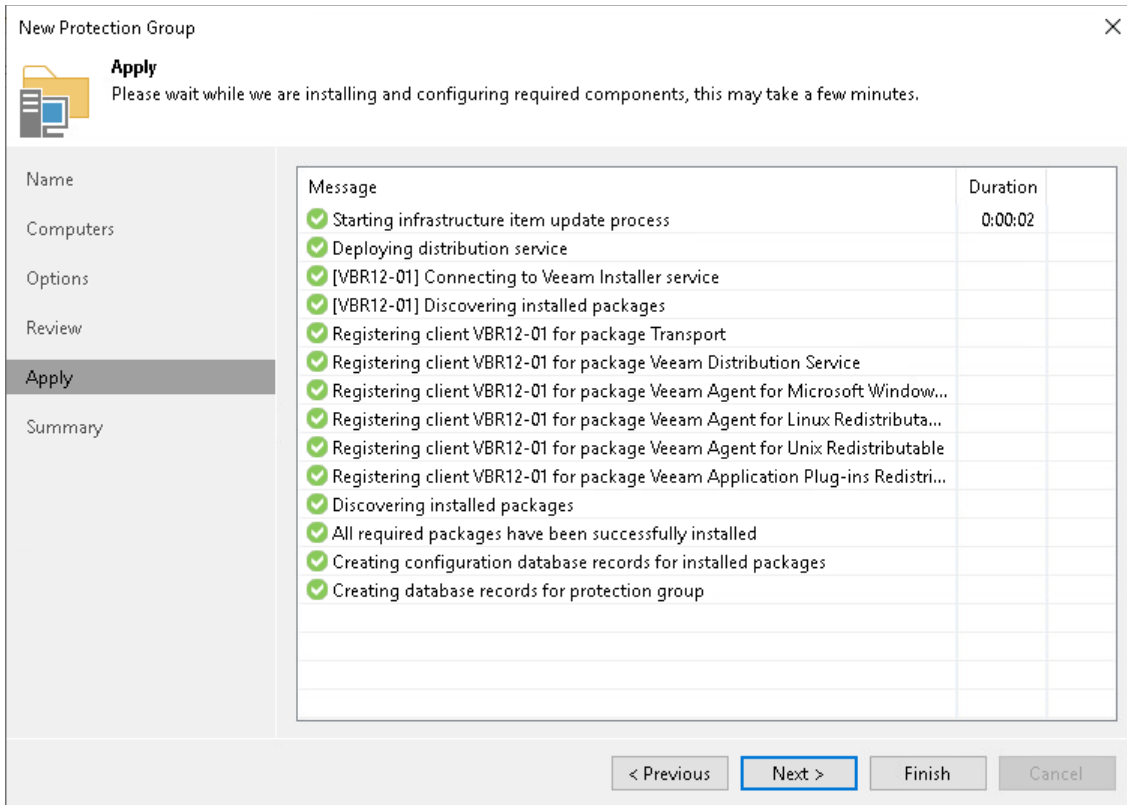 New Protection Group
Apply
Please wait while we are installing and configuring required components, this may take a few minutes.
Name
Computers
Options
Review
Apply
Summary
Message Duration
Starting infrastructure item update process 0:00:02
Deploying distribution service
[VBR12-01] Connecting to Veeam Installer service
[VBR12-01] Discovering installed packages
Registering client VBR12-01 for package Transport
Registering client VBR12-01 for package Veeam Distribution Service
Registering client VBR12-01 for package Veeam Agent for Microsoft Window...
Registering client VBR12-01 for package Veeam Agent for Linux Redistributa...
Registering client VBR12-01 for package Veeam Agent for Unix Redistributable
Registering client VBR12-01 for package Veeam Application Plug-ins Redistri...
Discovering installed packages
All required packages have been successfully installed
Creating configuration database records for installed packages
Creating database records for protection group
< Previous Next > Finish Cancel